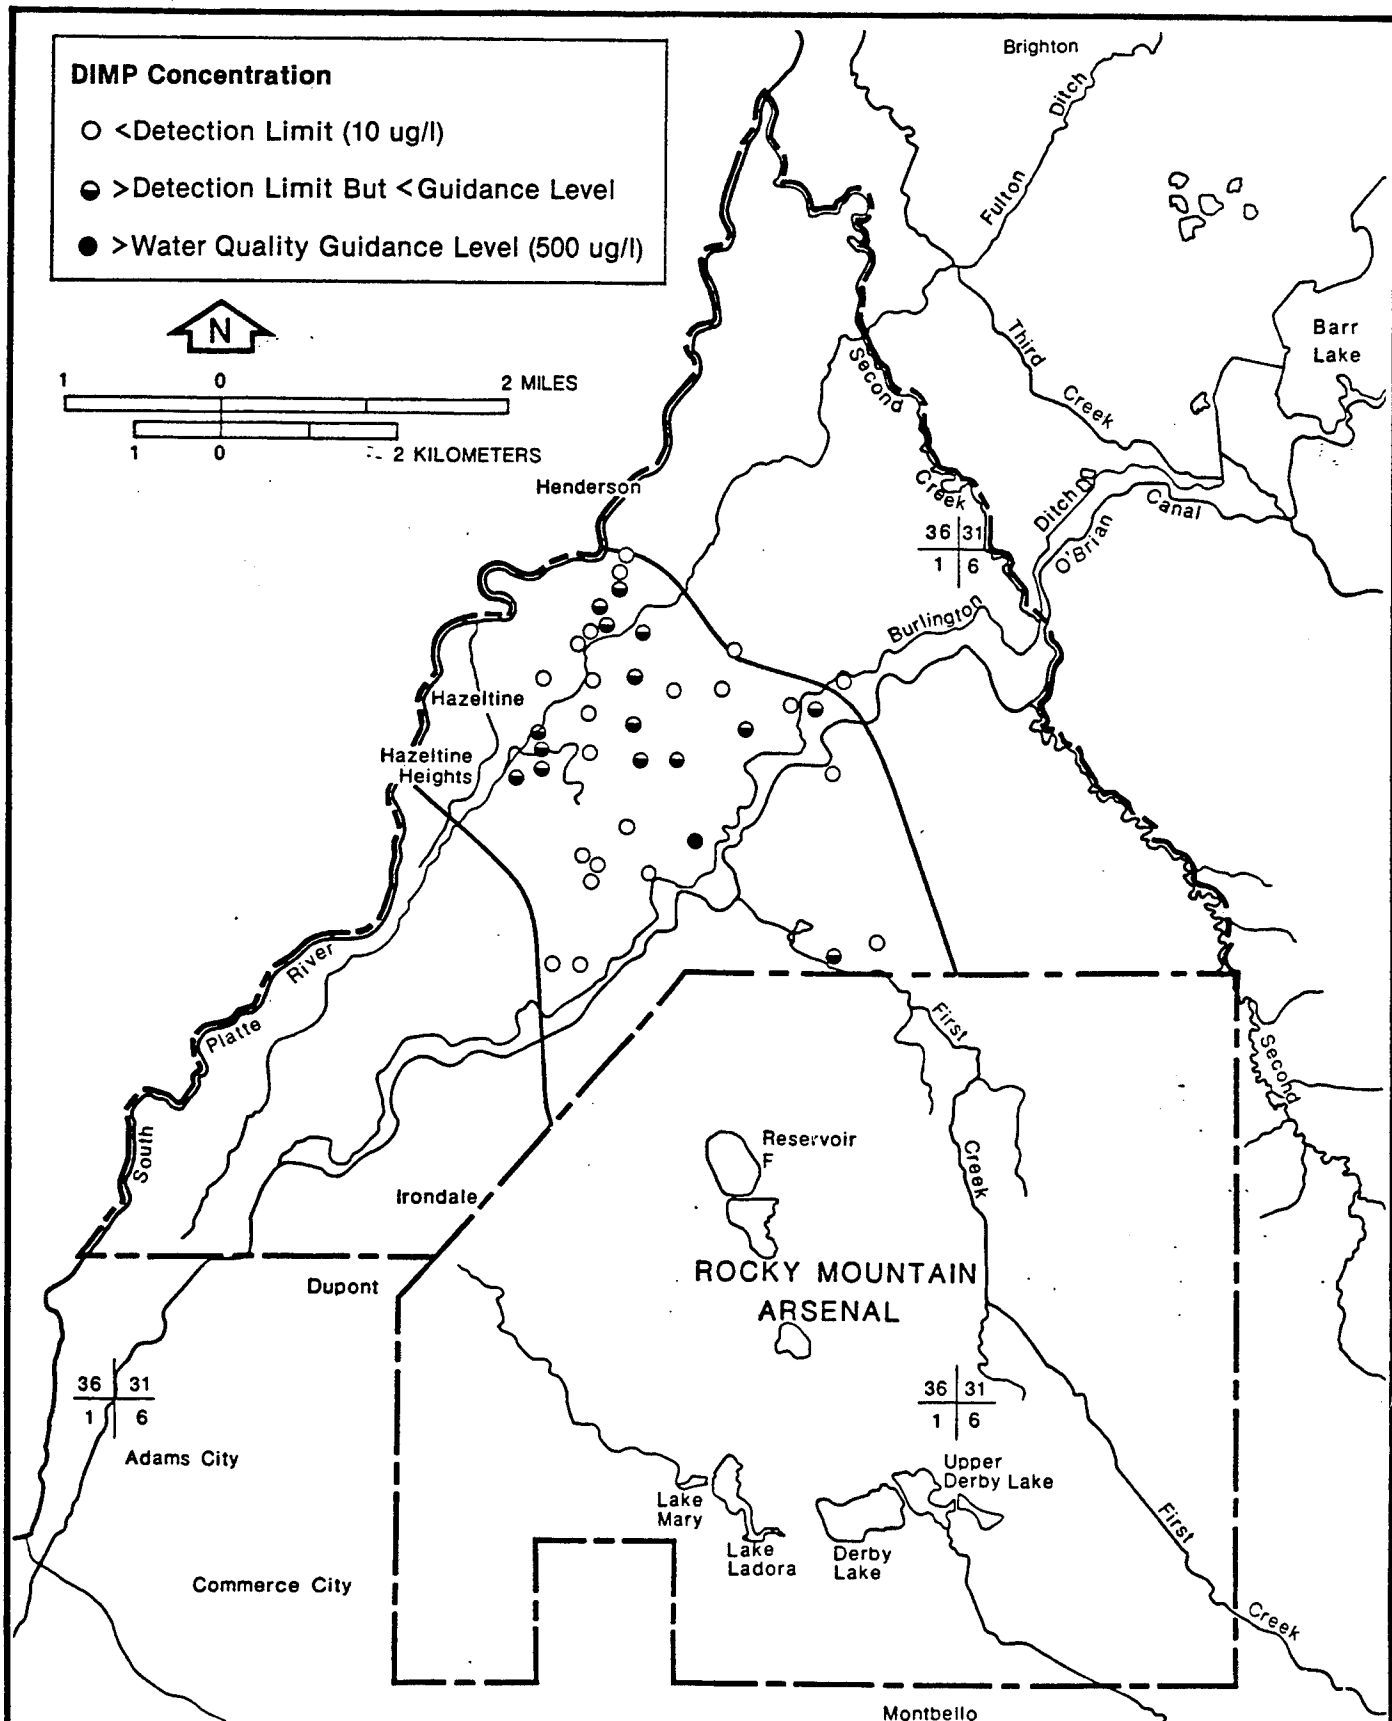 DIMP Concentration
○ <Detection Limit (10 ug/l)
◒ >Detection Limit But <Guidance Level
● >Water Quality Guidance Level (500 ug/l)
N
1 0 2 MILES
1 0 2 KILOMETERS
Brighton
Fulton Ditch
Barr
Lake
Third Creek
Second Creek
Henderson
36 31
1 6
Ditch
O'Brian Canal
Burlington
Hazeltine
Hazeltine
Heights
South Platte River
First Creek
Second
Reservoir
F
Irondale
ROCKY MOUNTAIN
ARSENAL
Dupont
36 31
1 6
Adams City
36 31
1 6
Upper
Derby Lake
Lake
Mary
Lake
Ladora
Derby
Lake
First Creek
Commerce City
Montbello